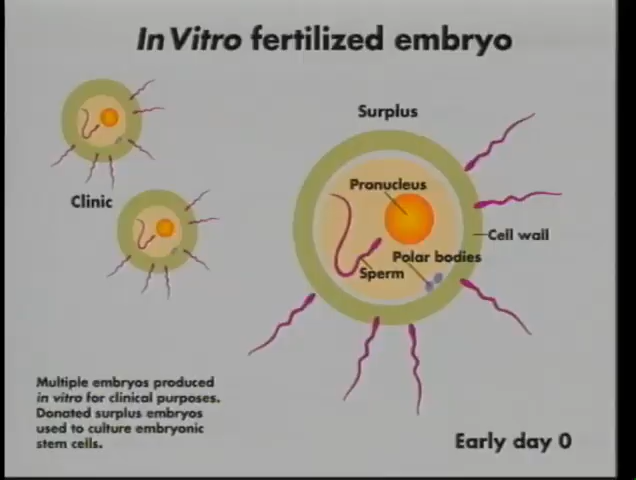 In Vitro fertilized embryo
Surplus
Pronucleus
Clinic
Cell wall
Polar bodies
Sperm
Multiple embryos produced
in vitro for clinical purposes.
Donated surplus embryos
used to culture embryonic
stem cells.
Early day 0